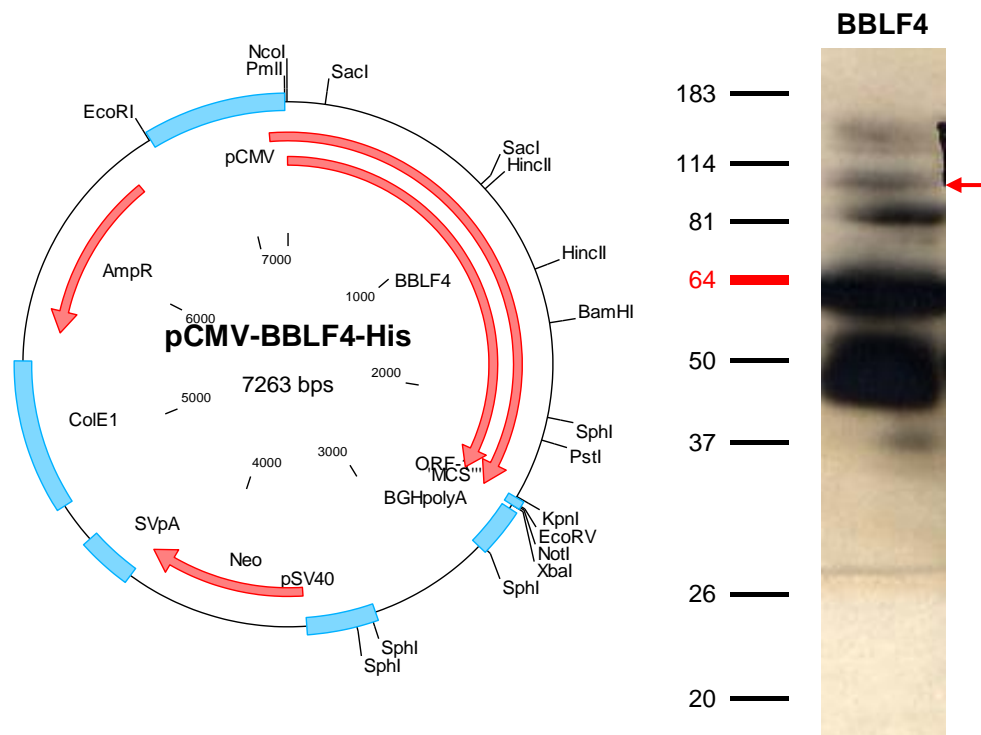 BBLF4
NcoI
PmlI
SacI
EcoRI
pCMV
SacI
HincII
HincII
BamHI
AmpR
7000
1000
BBLF4
6000
pCMV-BBLF4-His
7263 bps
2000
5000
ColE1
4000
3000
SphI
PstI
MCS'''
BGHpolyA
KpnI
EcoRV
NotI
XbaI
SphI
SVpA
Neo
pSV40
SphI
SphI
183
114
81
64
50
37
26
20